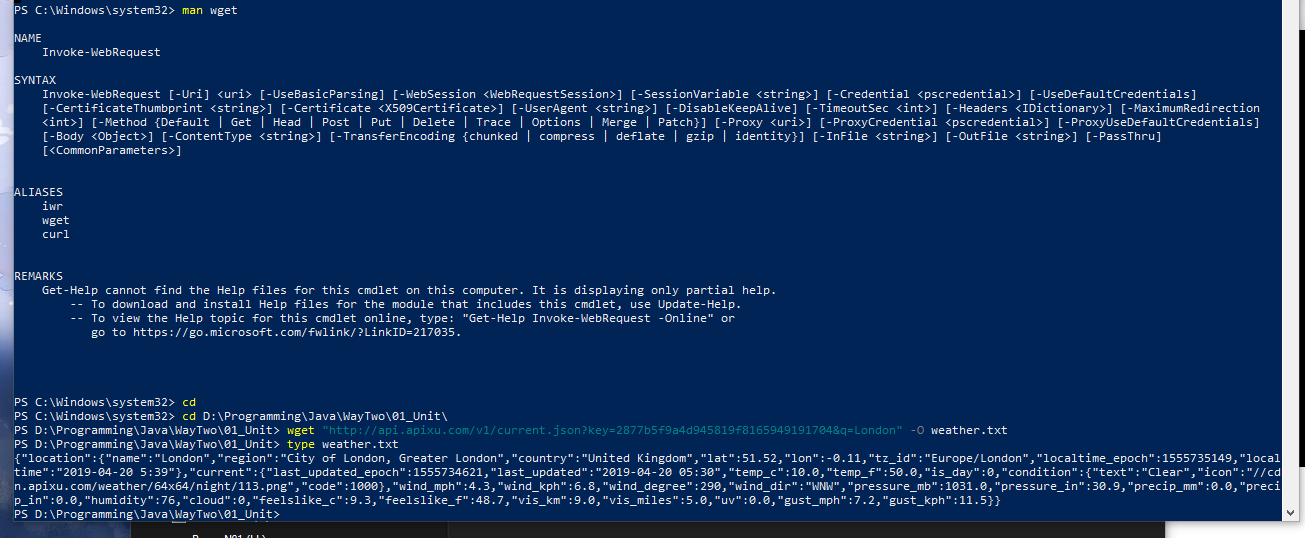 PS C:\Windows\system32> man wget
NAME
    Invoke-WebRequest
SYNTAX
    Invoke-WebRequest [-Uri] <uri> [-UseBasicParsing] [-WebSession <WebRequestSession>] [-SessionVariable <string>] [-Credential <pscredential>] [-UseDefaultCredentials]
    [-CertificateThumbprint <string>] [-Certificate <X509Certificate>] [-UserAgent <string>] [-DisableKeepAlive] [-TimeoutSec <int>] [-Headers <IDictionary>] [-MaximumRedirection
    <int>] [-Method {Default | Get | Head | Post | Put | Delete | Trace | Options | Merge | Patch}] [-Proxy <uri>] [-ProxyCredential <pscredential>] [-ProxyUseDefaultCredentials]
    [-Body <Object>] [-ContentType <string>] [-TransferEncoding {chunked | compress | deflate | gzip | identity}] [-InFile <string>] [-OutFile <string>] [-PassThru]
    [<CommonParameters>]
ALIASES
    iwr
    wget
    curl
REMARKS
    Get-Help cannot find the Help files for this cmdlet on this computer. It is displaying only partial help.
        -- To download and install Help files for the module that includes this cmdlet, use Update-Help.
        -- To view the Help topic for this cmdlet online, type: "Get-Help Invoke-WebRequest -Online" or
           go to https://go.microsoft.com/fwlink/?LinkID=217035.
PS C:\Windows\system32> cd
PS C:\Windows\system32> cd D:\Programming\Java\WayTwo\01_Unit\
PS D:\Programming\Java\WayTwo\01_Unit> wget "http://api.apixu.com/v1/current.json?key=2877b5f9a4d945819f8165949191704&q=London" -O weather.txt
PS D:\Programming\Java\WayTwo\01_Unit> type weather.txt
{"location":{"name":"London","region":"City of London, Greater London","country":"United Kingdom","lat":51.52,"lon":-0.11,"tz_id":"Europe/London","localtime_epoch":1555735149,"local
time":"2019-04-20 5:39"},"current":{"last_updated_epoch":1555734621,"last_updated":"2019-04-20 05:30","temp_c":10.0,"temp_f":50.0,"is_day":0,"condition":{"text":"Clear","icon":"//cd
n.apixu.com/weather/64x64/night/113.png","code":1000},"wind_mph":4.3,"wind_kph":6.8,"wind_degree":290,"wind_dir":"WNW","pressure_mb":1031.0,"pressure_in":30.9,"precip_mm":0.0,"preci
p_in":0.0,"humidity":76,"cloud":0,"feelslike_c":9.3,"feelslike_f":48.7,"vis_km":9.0,"vis_miles":5.0,"uv":0.0,"gust_mph":7.2,"gust_kph":11.5}}
PS D:\Programming\Java\WayTwo\01_Unit>